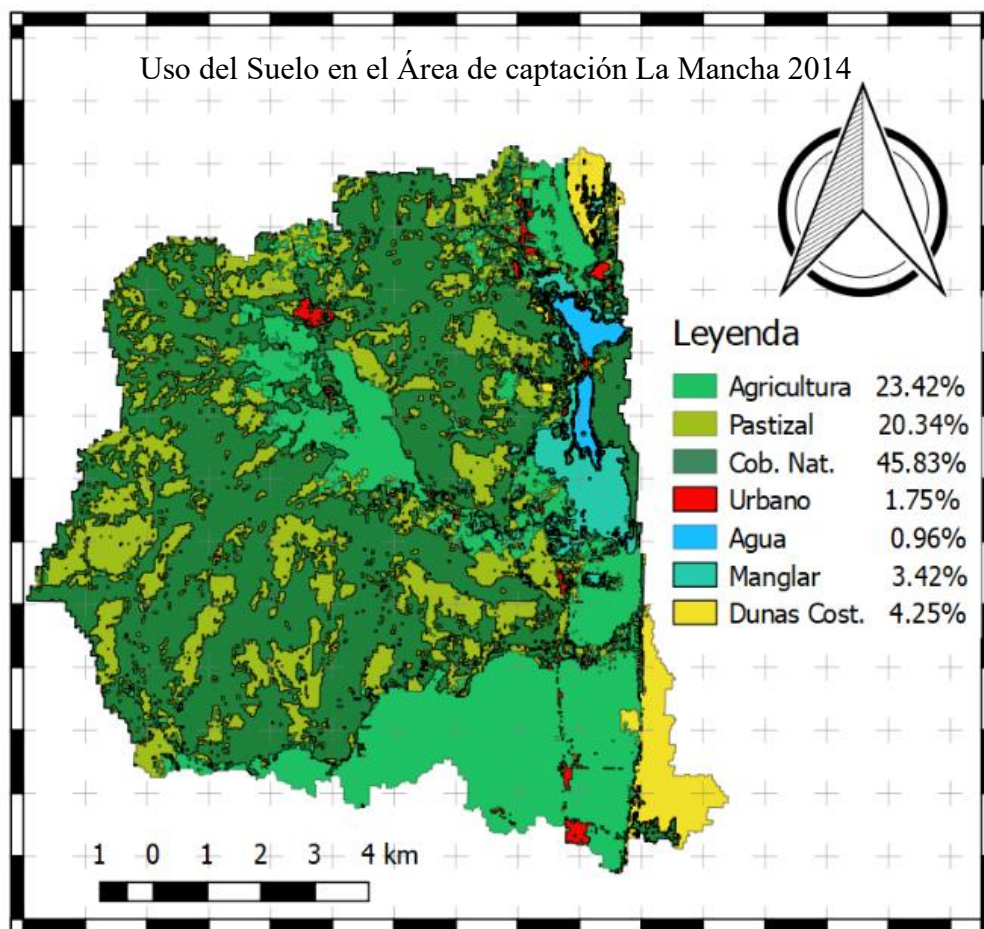 Uso del Suelo en el Área de captación La Mancha 2014
Leyenda
Agricultura 23.42%
Pastizal 20.34%
Cob. Nat. 45.83%
Urbano 1.75%
Agua 0.96%
Manglar 3.42%
Dunas Cost. 4.25%
1 0 1 2 3 4 km